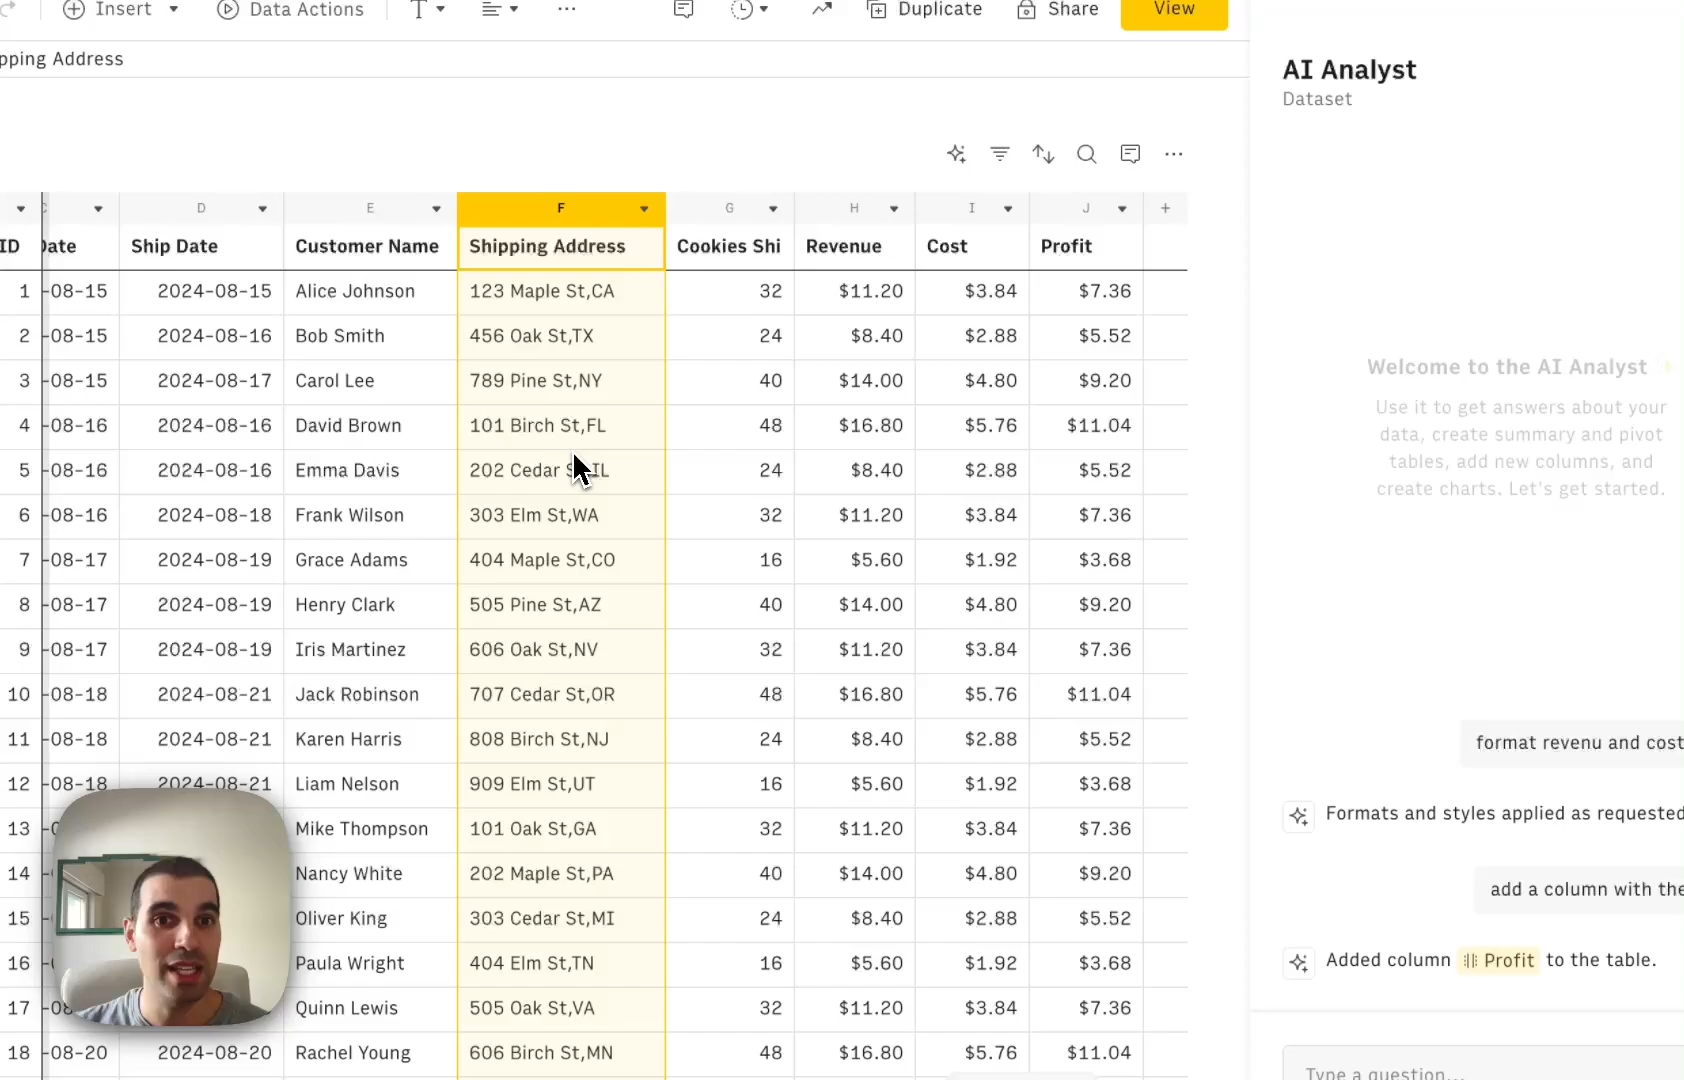 Insert Data Actions T Duplicate Share View
pping Address
AI Analyst
Dataset
D E F G H I J +
ID Date Ship Date Customer Name Shipping Address Cookies Shi Revenue Cost Profit
1 -08-15 2024-08-15 Alice Johnson 123 Maple St,CA 32 $11.20 $3.84 $7.36
2 -08-15 2024-08-16 Bob Smith 456 Oak St,TX 24 $8.40 $2.88 $5.52
3 -08-15 2024-08-17 Carol Lee 789 Pine St,NY 40 $14.00 $4.80 $9.20
4 -08-16 2024-08-16 David Brown 101 Birch St,FL 48 $16.80 $5.76 $11.04
5 -08-16 2024-08-16 Emma Davis 202 Cedar IL 24 $8.40 $2.88 $5.52
6 -08-16 2024-08-18 Frank Wilson 303 Elm St,WA 32 $11.20 $3.84 $7.36
7 -08-17 2024-08-19 Grace Adams 404 Maple St,CO 16 $5.60 $1.92 $3.68
8 -08-17 2024-08-19 Henry Clark 505 Pine St,AZ 40 $14.00 $4.80 $9.20
9 -08-17 2024-08-19 Iris Martinez 606 Oak St,NV 32 $11.20 $3.84 $7.36
10 -08-18 2024-08-21 Jack Robinson 707 Cedar St,OR 48 $16.80 $5.76 $11.04
11 -08-18 2024-08-21 Karen Harris 808 Birch St,NJ 24 $8.40 $2.88 $5.52
12 -08-18 2024-08-21 Liam Nelson 909 Elm St,UT 16 $5.60 $1.92 $3.68
13 Mike Thompson 101 Oak St,GA 32 $11.20 $3.84 $7.36
14 Nancy White 202 Maple St,PA 40 $14.00 $4.80 $9.20
15 Oliver King 303 Cedar St,MI 24 $8.40 $2.88 $5.52
16 Paula Wright 404 Elm St,TN 16 $5.60 $1.92 $3.68
17 Quinn Lewis 505 Oak St,VA 32 $11.20 $3.84 $7.36
18 -08-20 2024-08-20 Rachel Young 606 Birch St,MN 48 $16.80 $5.76 $11.04
Welcome to the AI Analyst
Use it to get answers about your
data, create summary and pivot
tables, add new columns, and
create charts. Let's get started.
format revenu and cost
Formats and styles applied as requested
add a column with the
Added column Profit to the table.
Type a question...